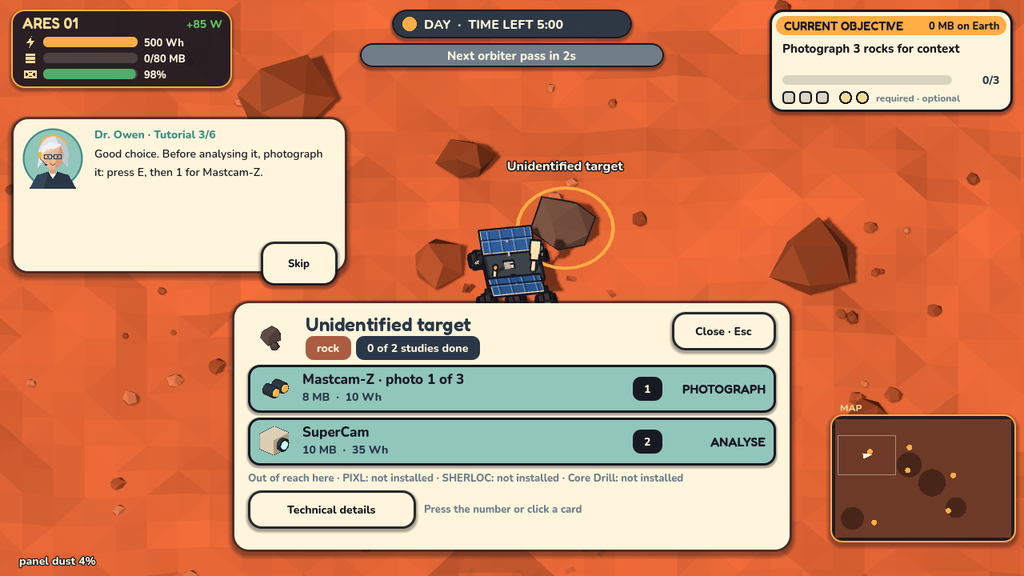 ARES 01
+85 W
500 Wh
0/80 MB
98%
DAY · TIME LEFT 5:00
Next orbiter pass in 2s
CURRENT OBJECTIVE
0 MB on Earth
Photograph 3 rocks for context
0/3
required · optional
Dr. Owen · Tutorial 3/6
Good choice. Before analysing it, photograph
it: press E, then 1 for Mastcam-Z.
Skip
Unidentified target
Unidentified target
rock
0 of 2 studies done
Close · Esc
Mastcam-Z · photo 1 of 3
8 MB · 10 Wh
1
PHOTOGRAPH
SuperCam
10 MB · 35 Wh
2
ANALYSE
Out of reach here · PIXL: not installed · SHERLOC: not installed · Core Drill: not installed
Technical details
Press the number or click a card
MAP
panel dust 4%